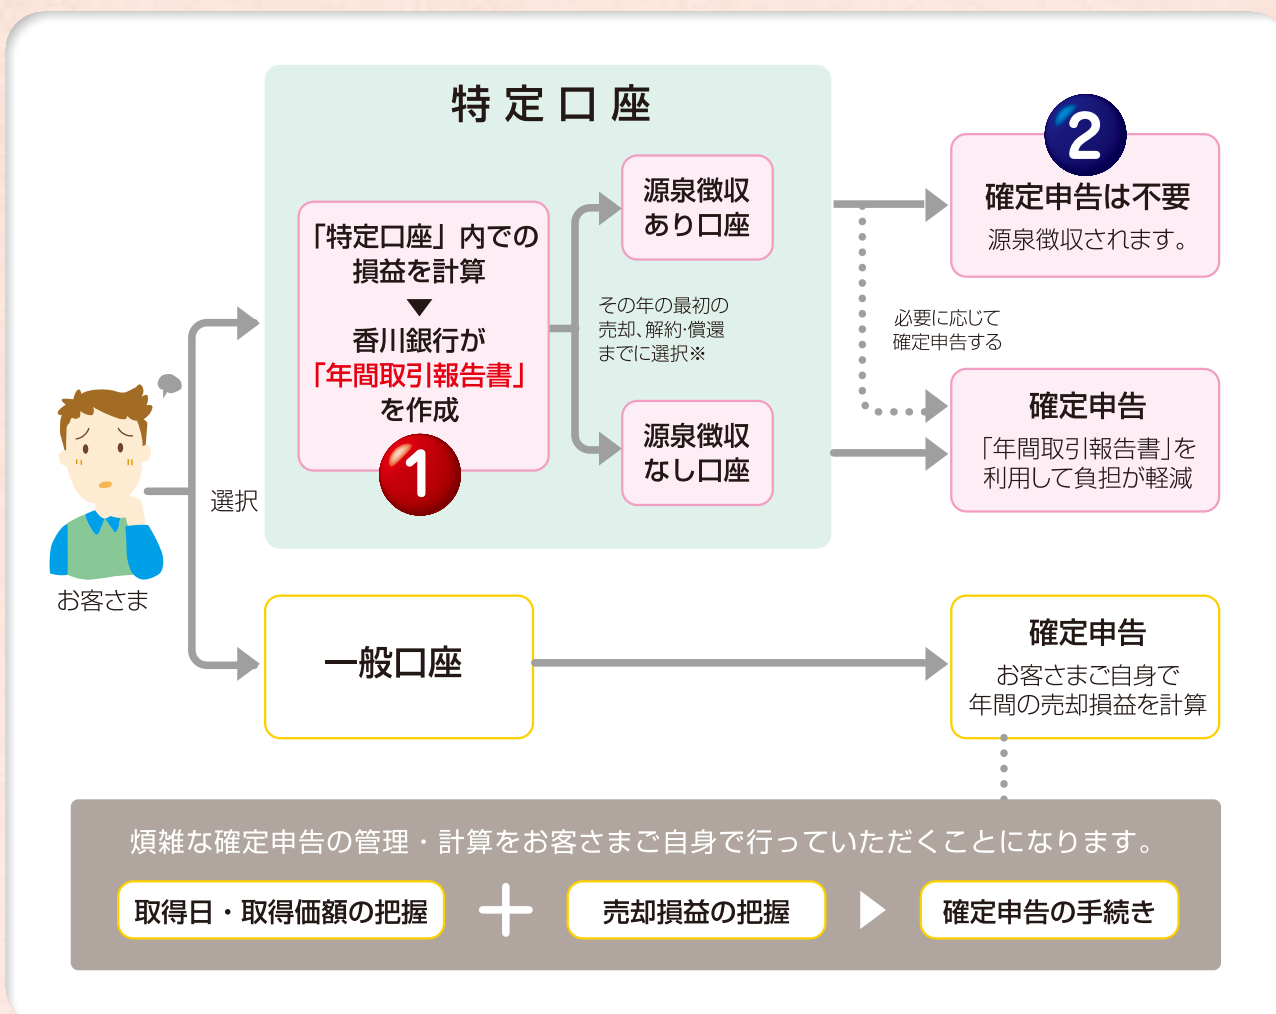 特定口座
「特定口座」内での
損益を計算
▼
香川銀行が
「年間取引報告書」
を作成
1
源泉徴収
あり口座
その年の最初の
売却、解約・償還
までに選択※
源泉徴収
なし口座
2
確定申告は不要
源泉徴収されます。
必要に応じて
確定申告する
確定申告
「年間取引報告書」を
利用して負担が軽減
選択
お客さま
一般口座
確定申告
お客さまご自身で
年間の売却損益を計算
煩雑な確定申告の管理・計算をお客さまご自身で行っていただくことになります。
取得日・取得価額の把握
+
売却損益の把握
確定申告の手続き